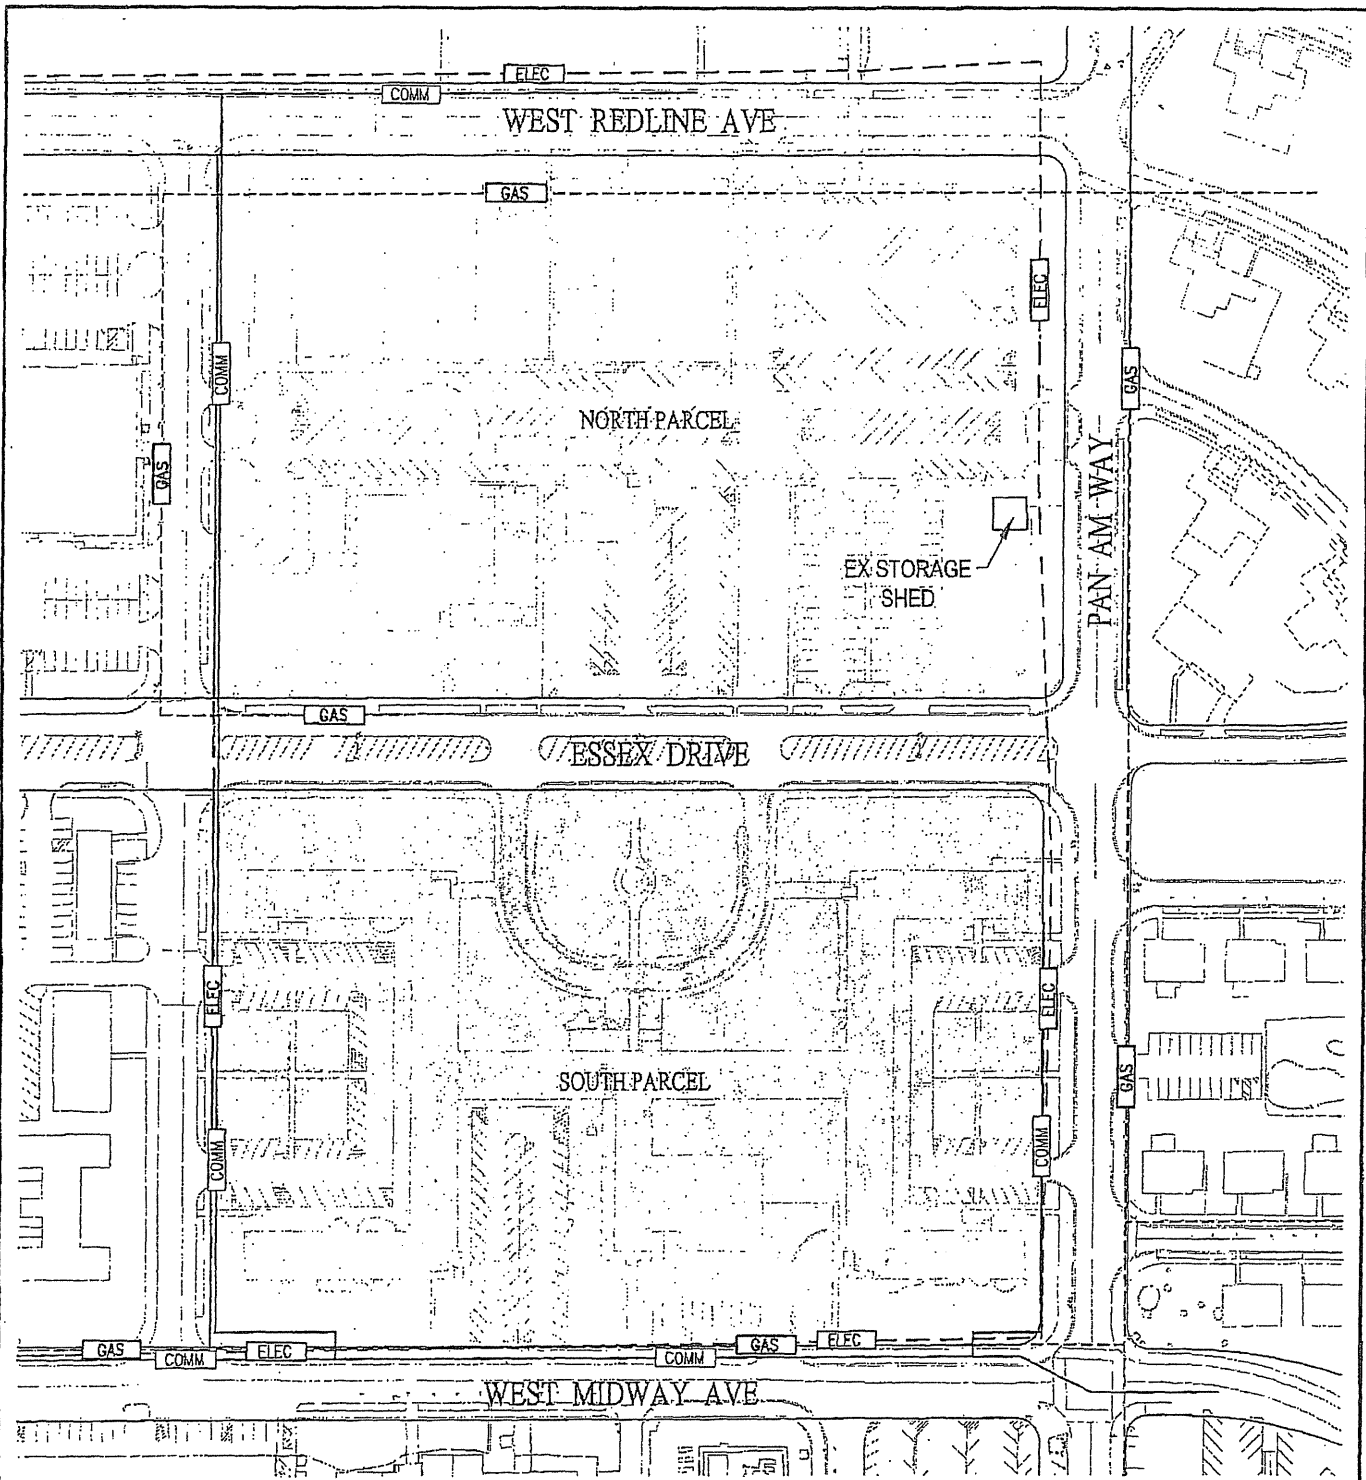 ELEC
COMM
WEST REDLINE AVE
GAS
ELEC
COMM
GAS
NORTH PARCEL
GAS
PAN AM WAY
EX STORAGE
SHED
GAS
ESSEX DRIVE
ELEC
ELEC
GAS
SOUTH PARCEL
COMM
COMM
GAS
COMM
ELEC
COMM
GAS
ELEC
WEST MIDWAY AVE